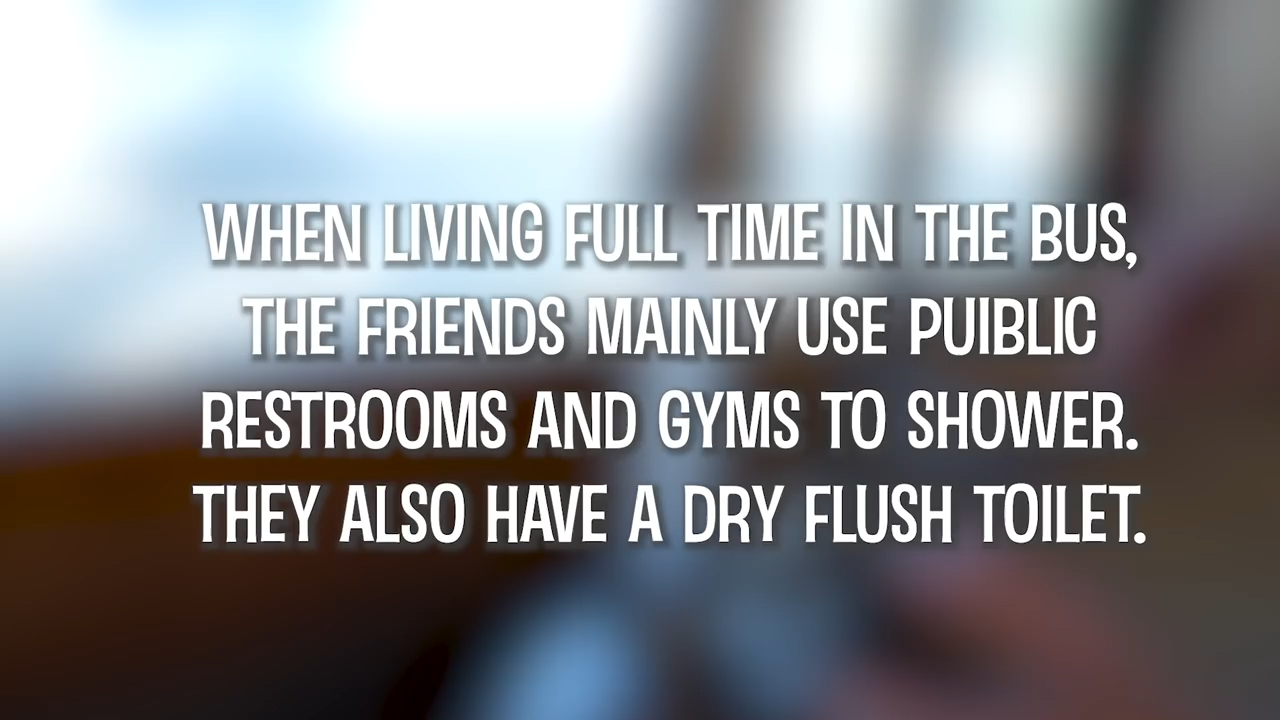 WHEN LIVING FULL TIME IN THE BUS,
THE FRIENDS MAINLY USE PUIBLIC
RESTROOMS AND GYMS TO SHOWER.
THEY ALSO HAVE A DRY FLUSH TOILET.